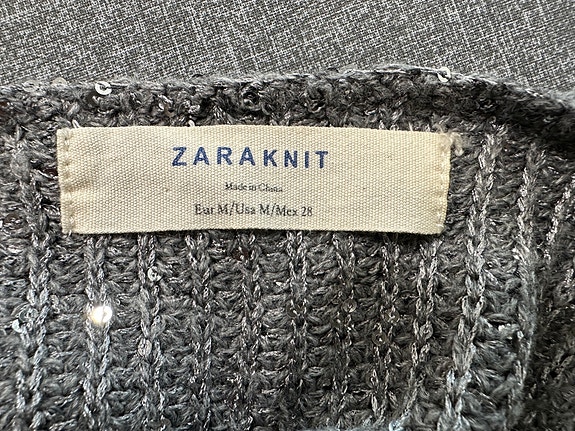 ZARAKNIT
Made in China
Eur M/Usa M/Mex 28